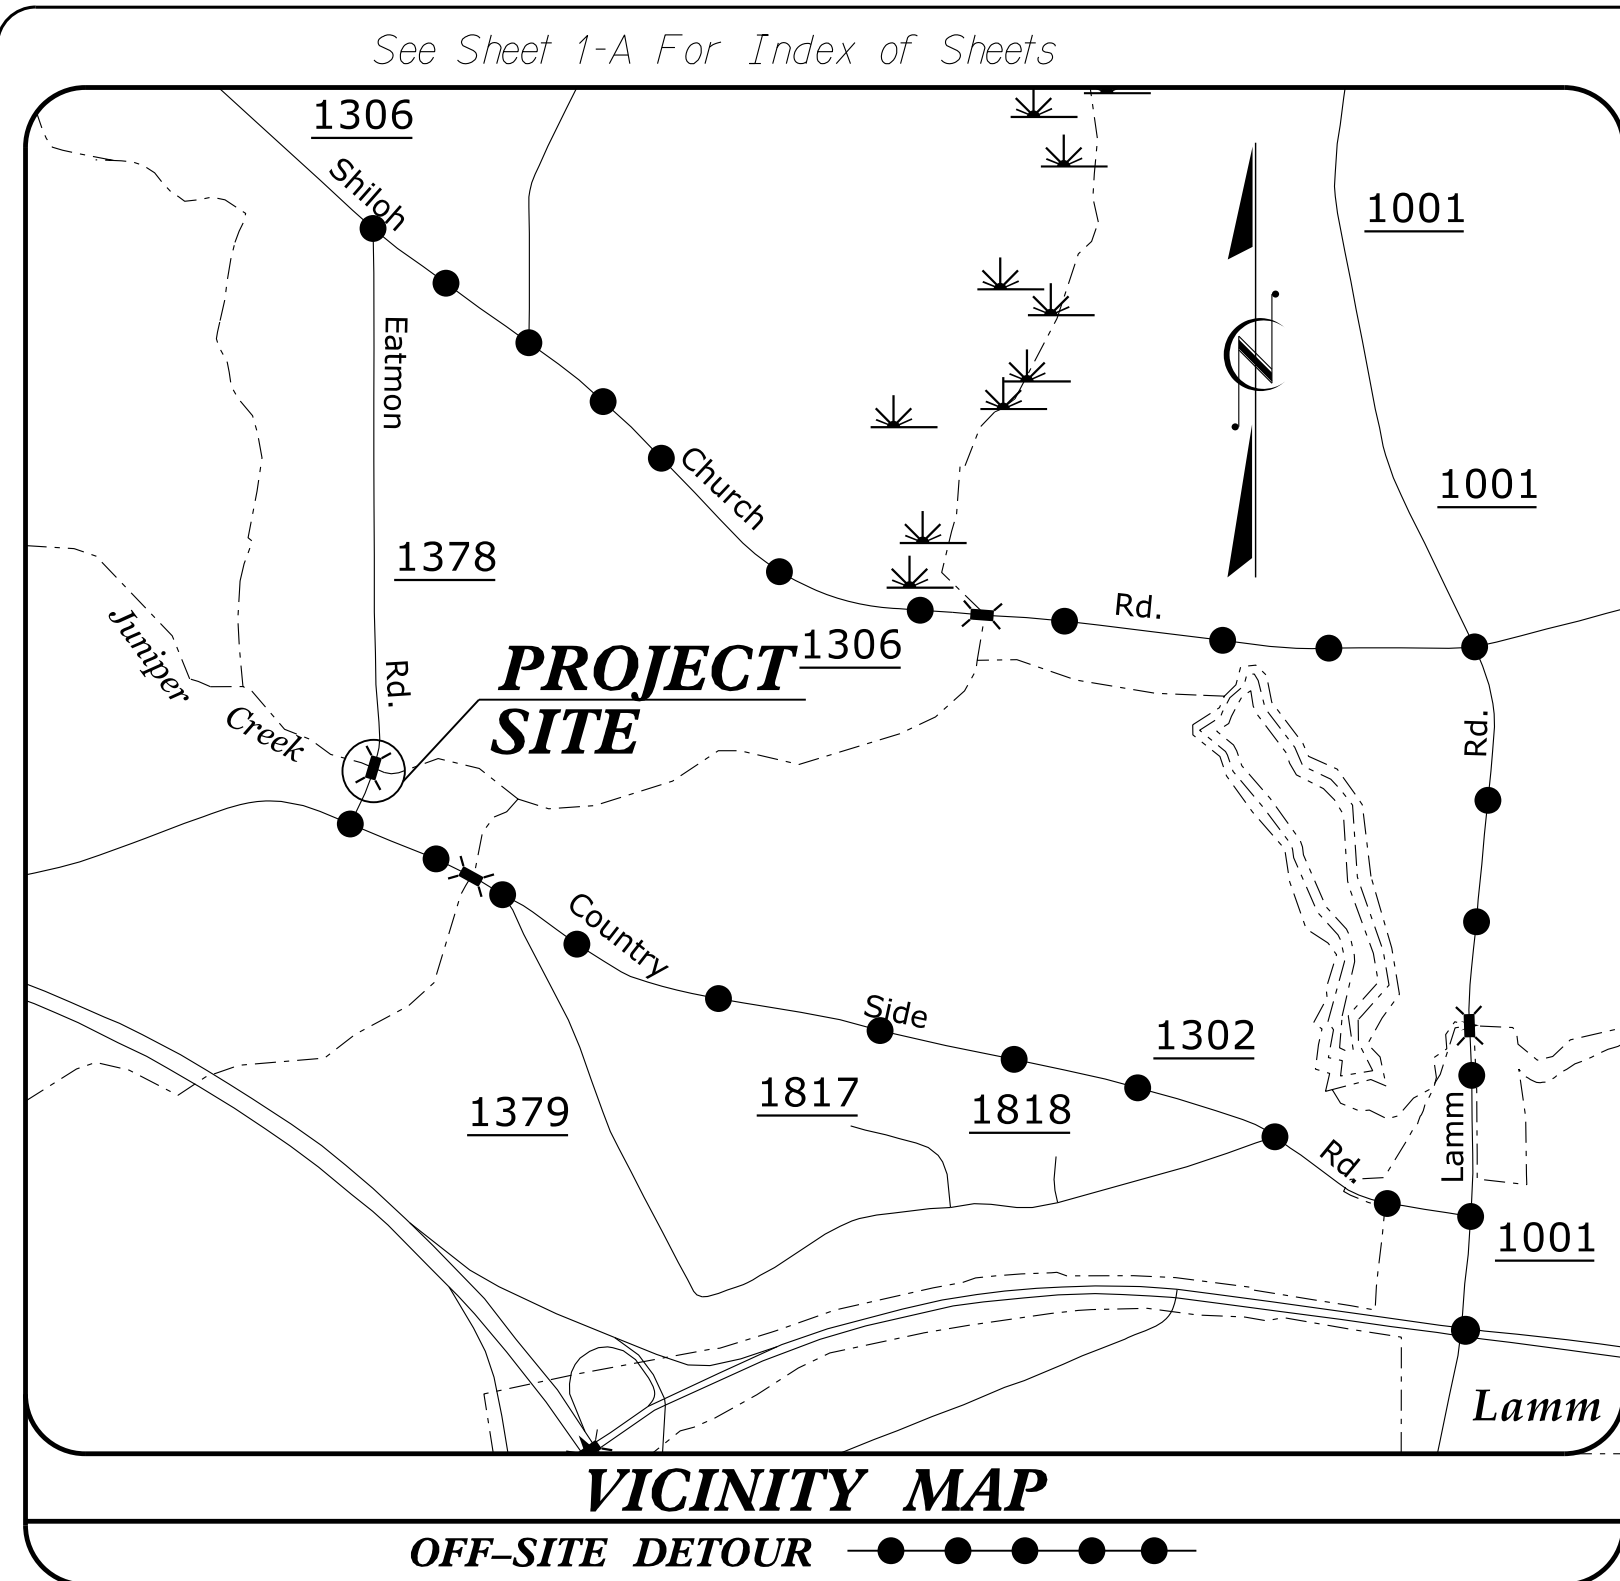 See Sheet 1-A For Index of Sheets
1306
Shiloh
1001
Eatmon
1001
Church
1378
Rd.
1306
Juniper
Creek
Rd.
PROJECT
SITE
Rd.
N
Country
Side
1302
1817
1818
1379
Rd.
Lamm
1001
Lamm
VICINITY MAP
OFF-SITE DETOUR